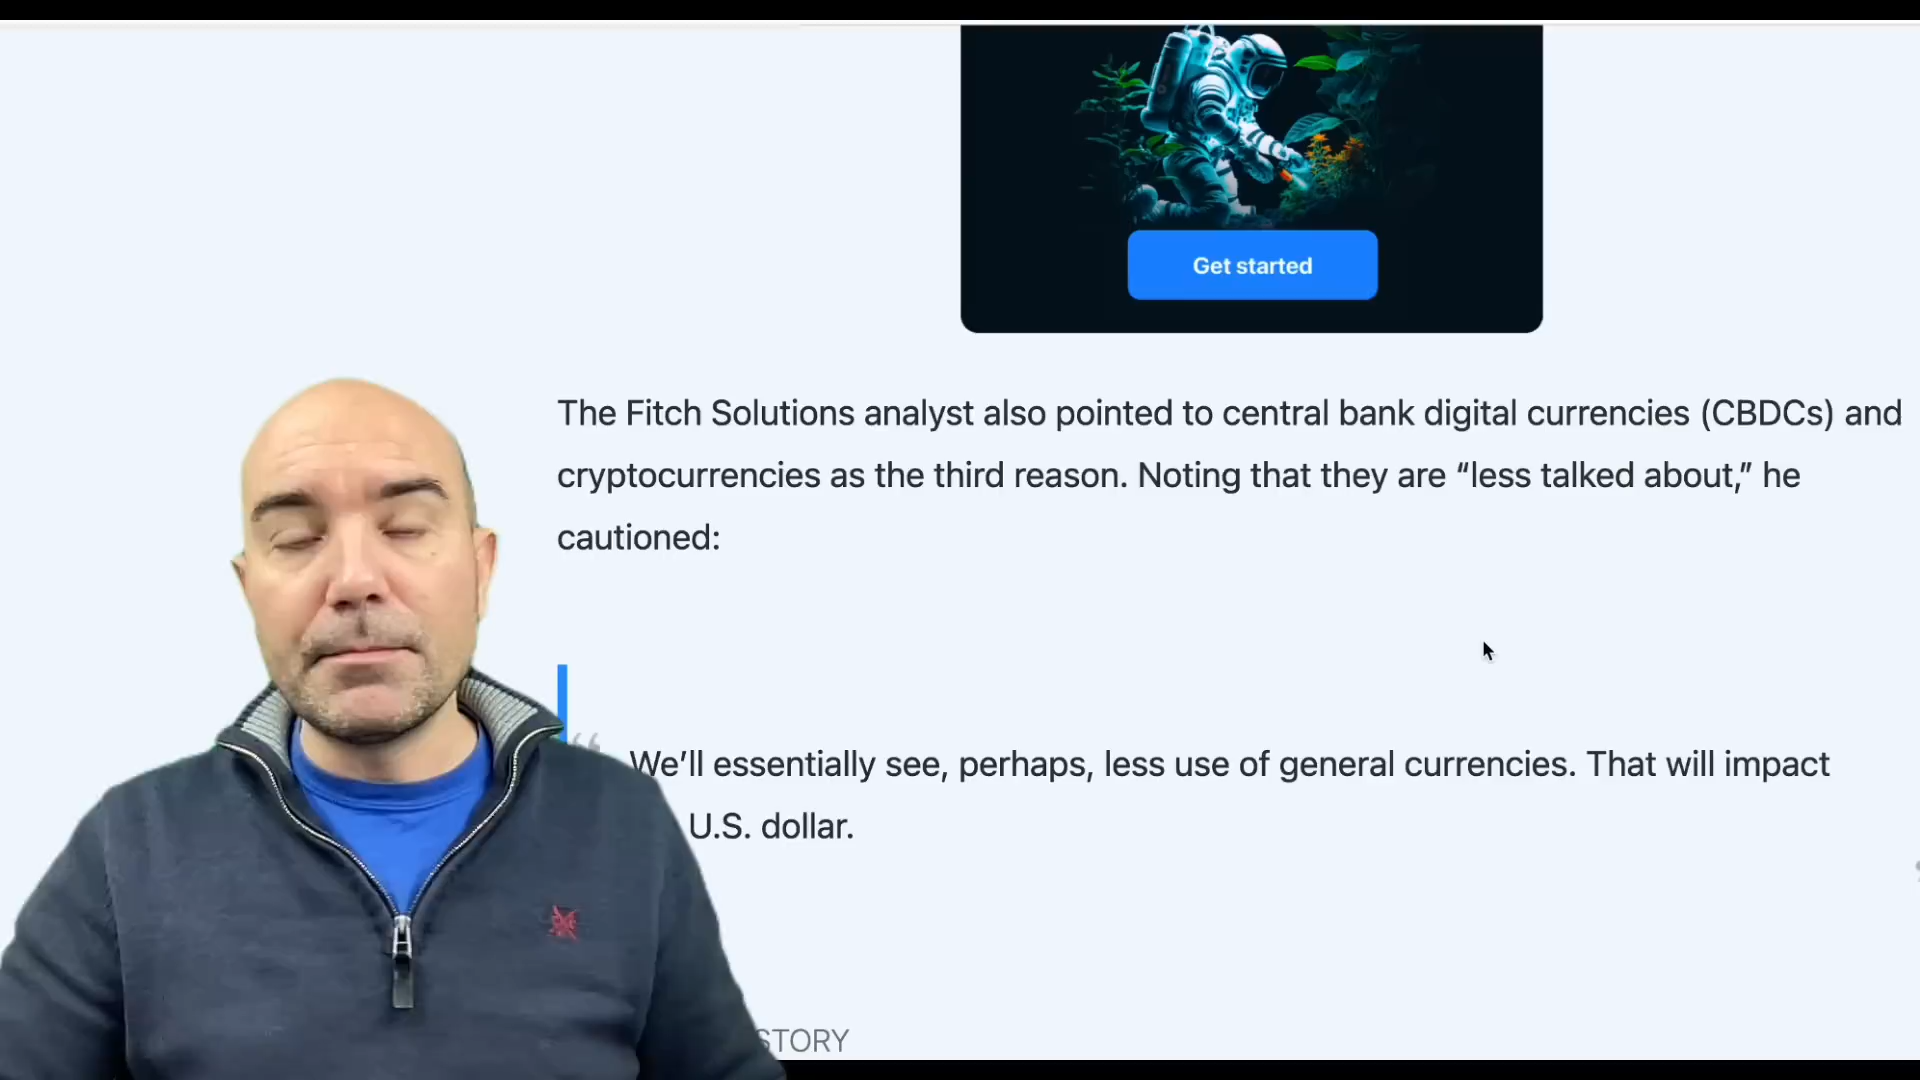 Get started
The Fitch Solutions analyst also pointed to central bank digital currencies (CBDCs) and
cryptocurrencies as the third reason. Noting that they are “less talked about,” he
cautioned:
“ We’ll essentially see, perhaps, less use of general currencies. That will impact
U.S. dollar.
STORY